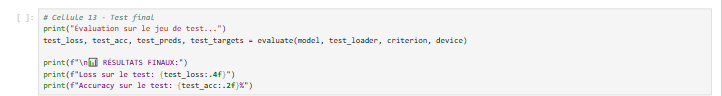 [ ]: # Cellule 13 - Test final
print("Évaluation sur le jeu de test...")
test_loss, test_acc, test_preds, test_targets = evaluate(model, test_loader, criterion, device)
print(f"\n📊 RÉSULTATS FINAUX:")
print(f"Loss sur le test: {test_loss:.4f}")
print(f"Accuracy sur le test: {test_acc:.2f}%")